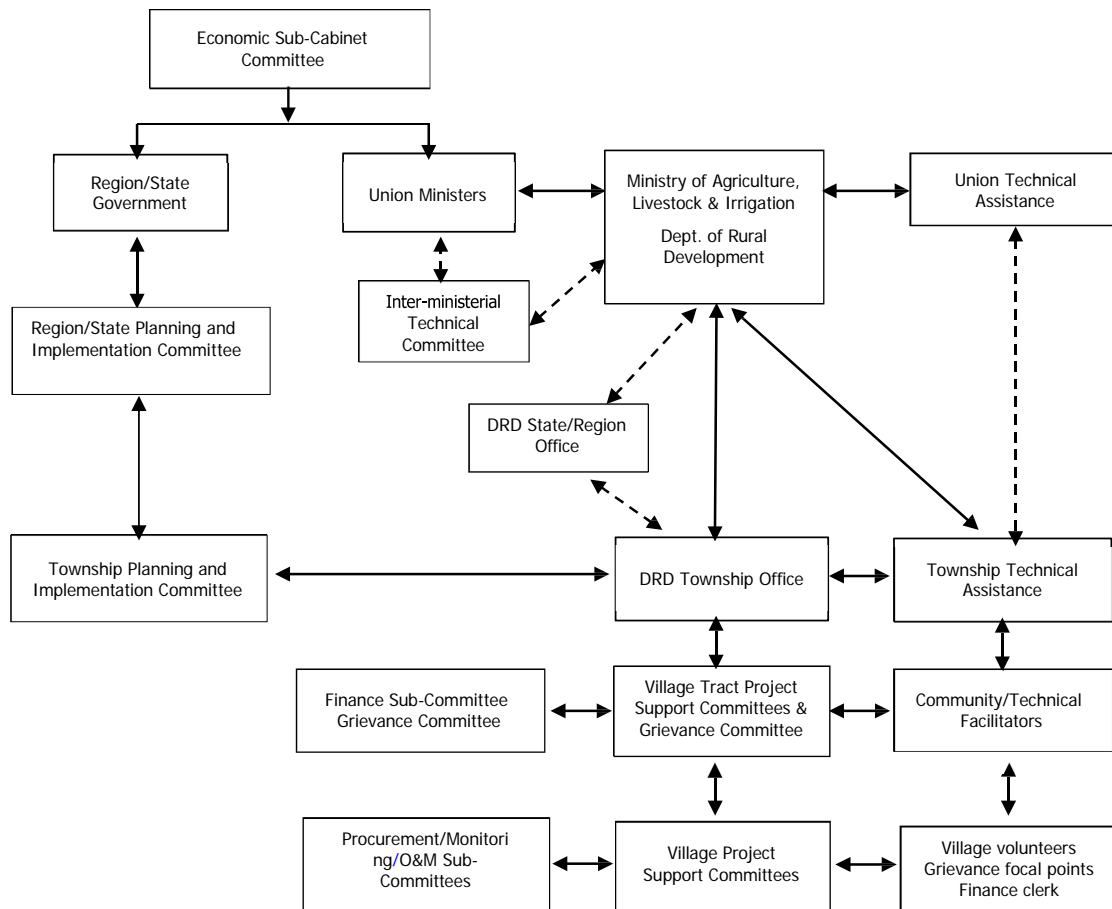 Economic Sub-Cabinet
Committee
Region/State
Government
Union Ministers
Ministry of Agriculture,
Livestock & Irrigation
Dept. of Rural
Development
Union Technical
Assistance
Inter-ministerial
Technical
Committee
Region/State Planning and
Implementation Committee
DRD State/Region
Office
Township Planning and
Implementation Committee
DRD Township Office
Township Technical
Assistance
Finance Sub-Committee
Grievance Committee
Village Tract Project
Support Committees &
Grievance Committee
Community/Technical
Facilitators
Procurement/Monitori
ng/O&M Sub-
Committees
Village Project
Support Committees
Village volunteers
Grievance focal points
Finance clerk